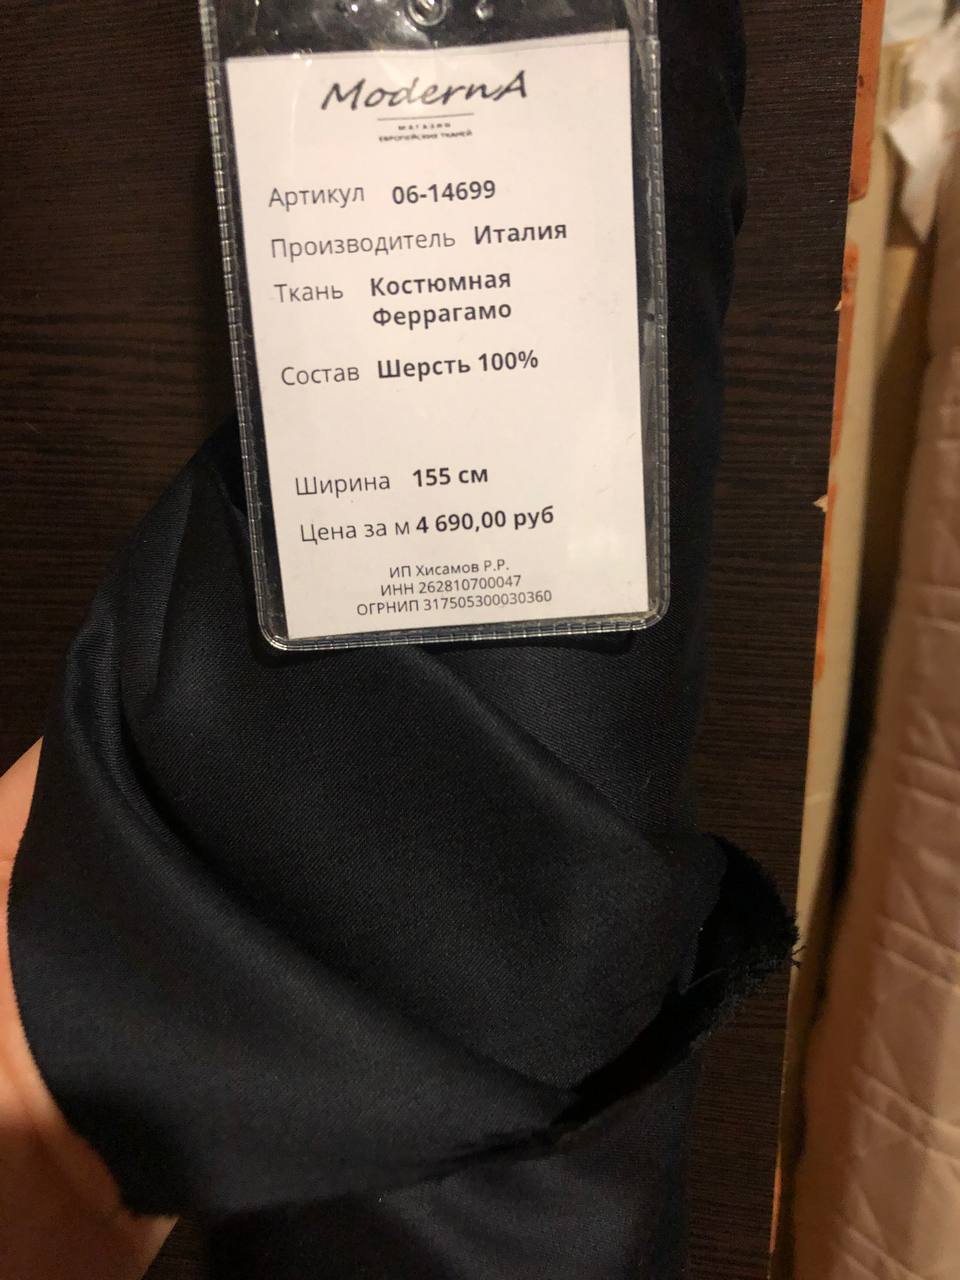 ModernA
МАГАЗИН
ЕВРОПЕЙСКИХ ТКАНЕЙ
Артикул 06-14699
Производитель Италия
Ткань Костюмная
Феррагамо
Состав Шерсть 100%
Ширина 155 см
Цена за м 4 690,00 руб
ИП Хисамов Р.Р.
ИНН 262810700047
ОГРНИП 317505300030360